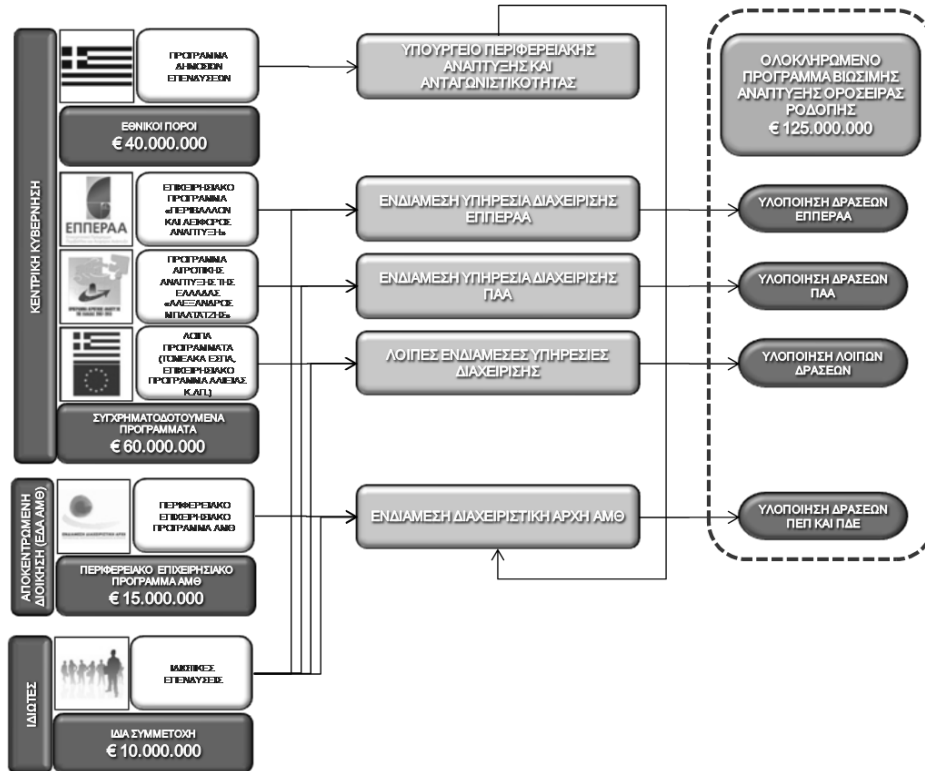 ΚΕΝΤΡΙΚΗ ΚΥΒΕΡΝΗΣΗ
ΠΡΟΓΡΑΜΜΑ
ΔΗΜΟΣΙΩΝ
ΕΠΕΝΔΥΣΕΩΝ
ΕΘΝΙΚΟΙ ΠΟΡΟΙ
€ 40.000.000
ΕΠΠΕΡΑΑ
ΕΠΙΧΕΙΡΗΣΙΑΚΟ
ΠΡΟΓΡΑΜΜΑ
«ΠΕΡΙΒΑΛΛΟΝ
ΚΑΙ ΑΕΙΦΟΡΟΣ
ΑΝΑΠΤΥΞΗ»
ΠΡΟΓΡΑΜΜΑ
ΑΓΡΟΤΙΚΗΣ
ΑΝΑΠΤΥΞΗΣ ΤΗΣ
ΕΛΛΑΔΑΣ
«ΑΛΕΞΑΝΔΡΟΣ
ΜΠΑΛΤΑΤΖΗΣ»
ΛΟΙΠΑ
ΠΡΟΓΡΑΜΜΑΤΑ
(ΤΟΜΕΑΚΑ ΕΣΠΑ,
ΕΠΙΧΕΙΡΗΣΙΑΚΟ
ΠΡΟΓΡΑΜΜΑ ΑΛΙΕΙΑΣ
Κ.ΛΠ.)
ΣΥΓΧΡΗΜΑΤΟΔΟΤΟΥΜΕΝΑ
ΠΡΟΓΡΑΜΜΑΤΑ
€ 60.000.000
ΑΠΟΚΕΝΤΡΩΜΕΝΗ
ΔΙΟΙΚΗΣΗ (ΕΔΑ ΑΜΘ)
ΠΕΡΙΦΕΡΕΙΑΚΟ
ΕΠΙΧΕΙΡΗΣΙΑΚΟ
ΠΡΟΓΡΑΜΜΑ ΑΜΘ
ΕΝΔΙΑΜΕΣΗ ΔΙΑΧΕΙΡΙΣΤΙΚΗ ΑΡΧΗ
ΠΕΡΙΦΕΡΕΙΑΚΟ ΕΠΙΧΕΙΡΗΣΙΑΚΟ
ΠΡΟΓΡΑΜΜΑ ΑΜΘ
€ 15.000.000
ΙΔΙΩΤΕΣ
ΙΔΙΩΤΙΚΕΣ
ΕΠΕΝΔΥΣΕΙΣ
ΙΔΙΑ ΣΥΜΜΕΤΟΧΗ
€ 10.000.000
ΥΠΟΥΡΓΕΙΟ ΠΕΡΙΦΕΡΕΙΑΚΗΣ
ΑΝΑΠΤΥΞΗΣ ΚΑΙ
ΑΝΤΑΓΩΝΙΣΤΙΚΟΤΗΤΑΣ
ΕΝΔΙΑΜΕΣΗ ΥΠΗΡΕΣΙΑ ΔΙΑΧΕΙΡΙΣΗΣ
ΕΠΠΕΡΑΑ
ΕΝΔΙΑΜΕΣΗ ΥΠΗΡΕΣΙΑ ΔΙΑΧΕΙΡΙΣΗΣ
ΠΑΑ
ΛΟΙΠΕΣ ΕΝΔΙΑΜΕΣΕΣ ΥΠΗΡΕΣΙΕΣ
ΔΙΑΧΕΙΡΙΣΗΣ
ΕΝΔΙΑΜΕΣΗ ΔΙΑΧΕΙΡΙΣΤΙΚΗ ΑΡΧΗ ΑΜΘ
ΟΛΟΚΛΗΡΩΜΕΝΟ
ΠΡΟΓΡΑΜΜΑ ΒΙΩΣΙΜΗΣ
ΑΝΑΠΤΥΞΗΣ ΟΡΟΣΕΙΡΑΣ
ΡΟΔΟΠΗΣ
€ 125.000.000
ΥΛΟΠΟΙΗΣΗ ΔΡΑΣΕΩΝ
ΕΠΠΕΡΑΑ
ΥΛΟΠΟΙΗΣΗ ΔΡΑΣΕΩΝ
ΠΑΑ
ΥΛΟΠΟΙΗΣΗ ΛΟΙΠΩΝ
ΔΡΑΣΕΩΝ
ΥΛΟΠΟΙΗΣΗ ΔΡΑΣΕΩΝ
ΠΕΠ ΚΑΙ ΠΔΕ